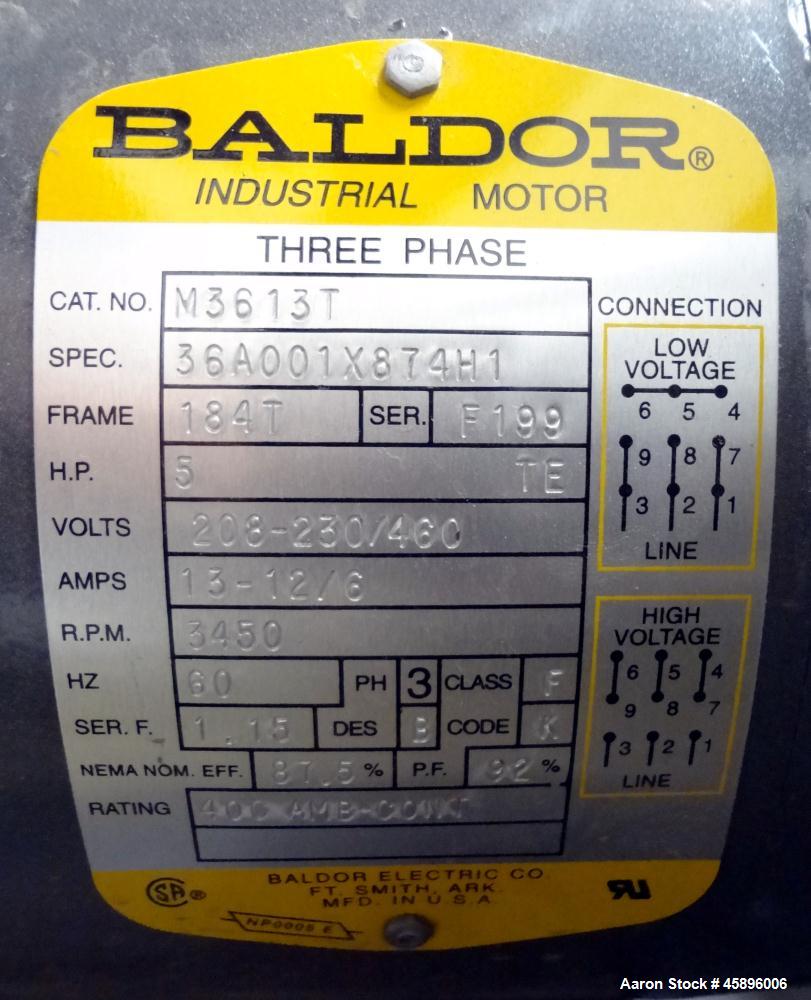 BALDOR®
INDUSTRIAL MOTOR
THREE PHASE
CAT. NO. M3613T
SPEC. 36A001X874H1
FRAME 184T SER. F199
H.P. 5 TE
VOLTS 208-230/460
AMPS 13-12/6
R.P.M. 3450
HZ 60 PH 3 CLASS F
SER. F. 1.15 DES B CODE K
NEMA NOM. EFF. 87.5 % P.F. 92 %
RATING 40C AMB-CONT
CONNECTION
LOW
VOLTAGE
6 5 4
9 8 7
3 2 1
LINE
HIGH
VOLTAGE
6 5 4
9 8 7
3 2 1
LINE
BALDOR ELECTRIC CO.
FT. SMITH, ARK.
MFD. IN U.S.A.
SA ®
NP0005 E
Aaron Stock # 45896006